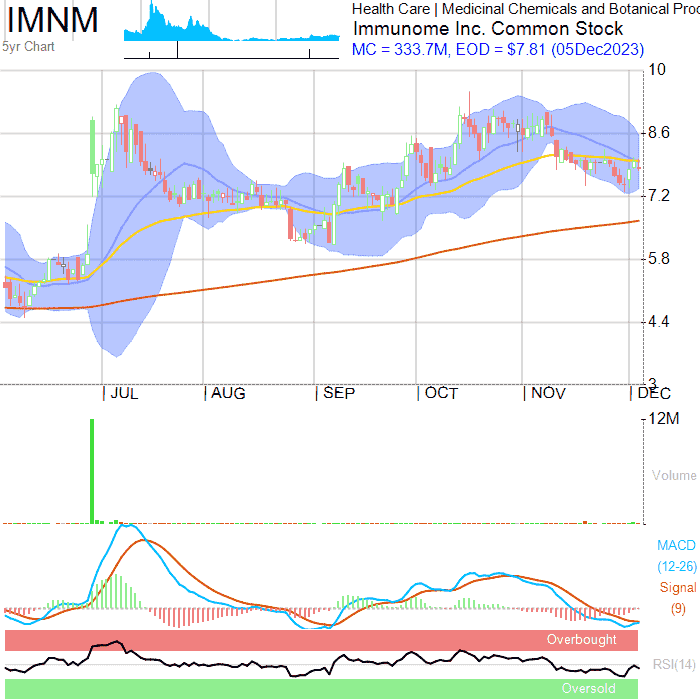 IMNM
5yr Chart
Health Care | Medicinal Chemicals and Botanical Proc
Immunome Inc. Common Stock
MC = 333.7M, EOD = $7.81 (05Dec2023)
10
8.6
7.2
5.8
4.4
3
JUL AUG SEP OCT NOV DEC
12M
Volume
MACD
(12-26)
Signal
(9)
Overbought
RSI(14)
Oversold